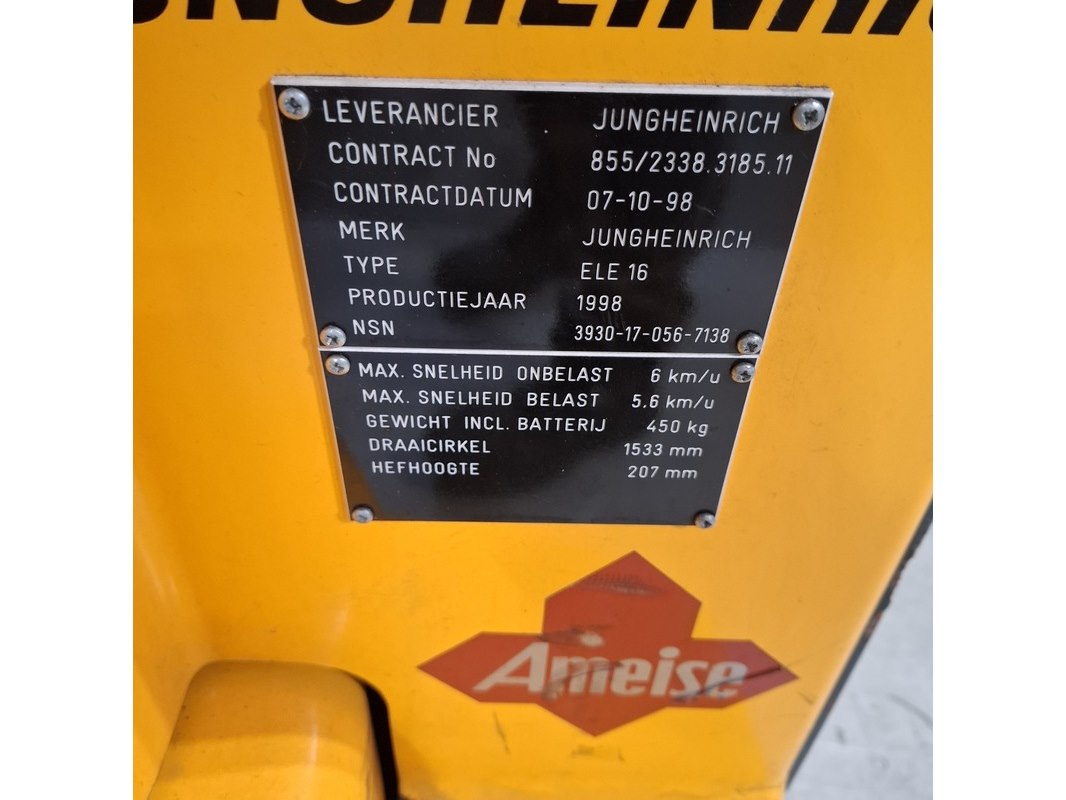 JUNGHEINRICH
LEVERANCIER JUNGHEINRICH
CONTRACT No 855/2338.3185.11
CONTRACTDATUM 07-10-98
MERK JUNGHEINRICH
TYPE ELE 16
PRODUCTIEJAAR 1998
NSN 3930-17-056-7138
MAX. SNELHEID ONBELAST 6 km/u
MAX. SNELHEID BELAST 5,6 km/u
GEWICHT INCL. BATTERIJ 450 kg
DRAAICIRKEL 1533 mm
HEFHOOGTE 207 mm
Ameise